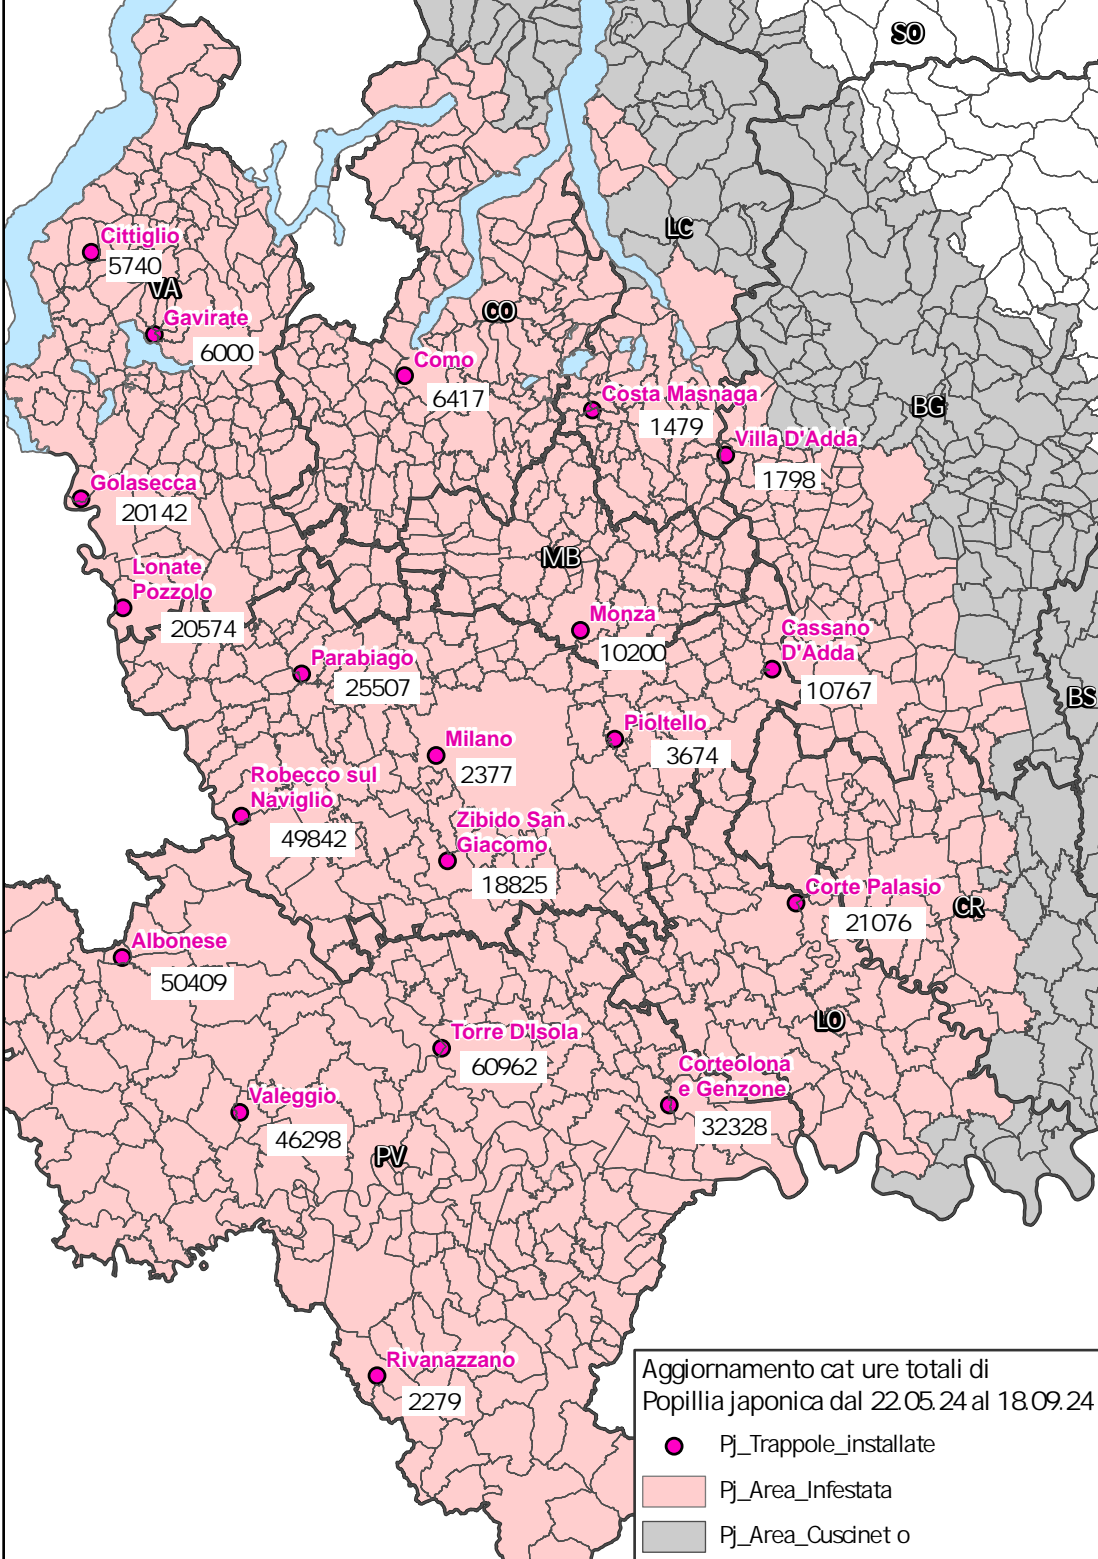 SO
LC
Cittiglio
5740
VA
Gavirate
6000
CO
Como
6417
Costa Masnaga
1479
BG
Villa D'Adda
1798
Golasecca
20142
MB
Lonate
Pozzolo
20574
Monza
10200
Cassano
D'Adda
10767
Parabiago
25507
BS
Pioltello
3674
Milano
2377
Robecco sul
Naviglio
49842
Zibido San
Giacomo
18825
Corte Palasio
21076
CR
Albonese
50409
LO
Torre D'Isola
60962
Corteolona
e Genzone
32328
Valeggio
46298
PV
Rivanazzano
2279
Aggiornamento cat ure totali di
Popillia japonica dal 22.05.24 al 18.09.24
Pj_Trappole_installate
Pj_Area_Infestata
Pj_Area_Cuscinet o